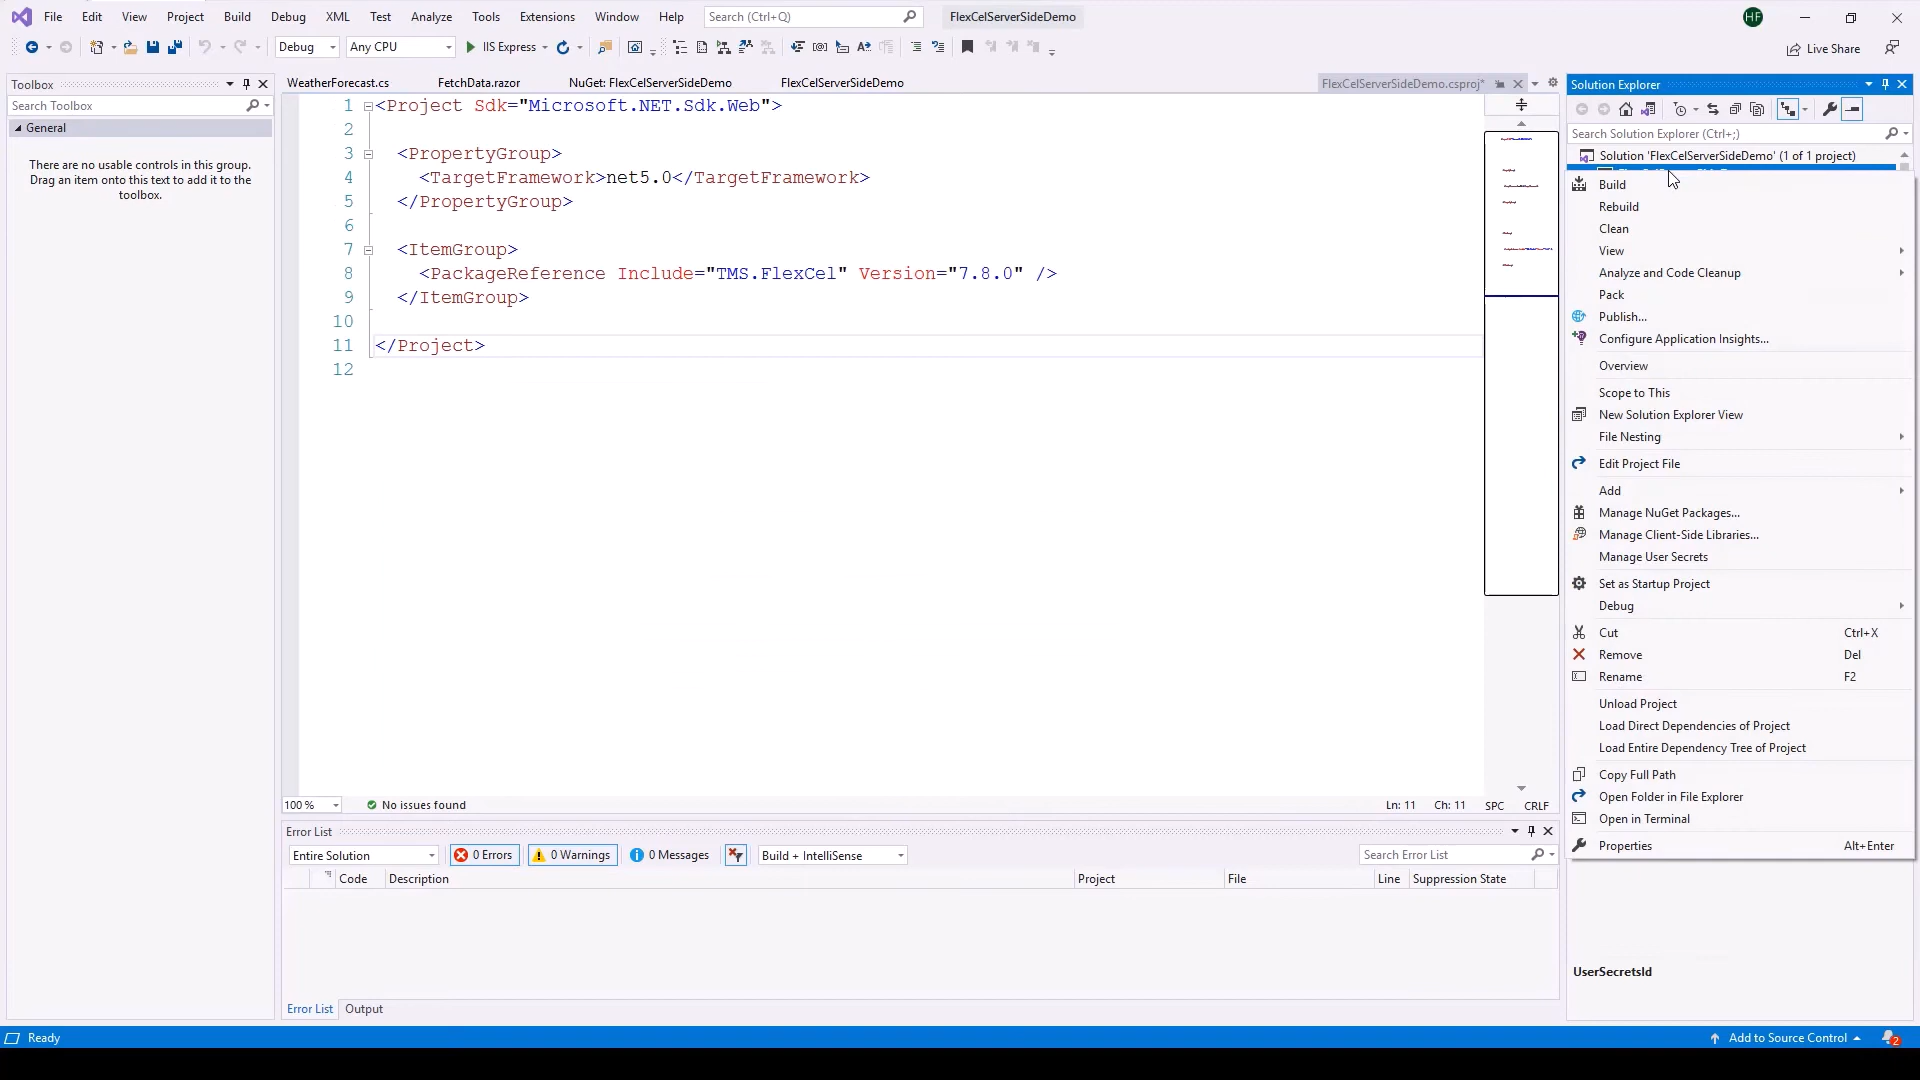 File Edit View Project Build Debug XML Test Analyze Tools Extensions Window Help Search (Ctrl+Q) FlexCelServerSideDemo HF
Debug Any CPU IIS Express Live Share
Toolbox
Search Toolbox
General
There are no usable controls in this group.
Drag an item onto this text to add it to the
toolbox.
WeatherForecast.cs FetchData.razor NuGet: FlexCelServerSideDemo FlexCelServerSideDemo FlexCelServerSideDemo.csproj*
1 <Project Sdk="Microsoft.NET.Sdk.Web">
2
3 <PropertyGroup>
4 <TargetFramework>net5.0</TargetFramework>
5 </PropertyGroup>
6
7 <ItemGroup>
8 <PackageReference Include="TMS.FlexCel" Version="7.8.0" />
9 </ItemGroup>
10
11 </Project>
12
100 % No issues found Ln: 11 Ch: 11 SPC CRLF
Error List
Entire Solution 0 Errors 0 Warnings 0 Messages Build + IntelliSense Search Error List
Code Description Project File Line Suppression State
Error List Output
Solution Explorer
Search Solution Explorer (Ctrl+;)
Solution 'FlexCelServerSideDemo' (1 of 1 project)
Build
Rebuild
Clean
View
Analyze and Code Cleanup
Pack
Publish...
Configure Application Insights...
Overview
Scope to This
New Solution Explorer View
File Nesting
Edit Project File
Add
Manage NuGet Packages...
Manage Client-Side Libraries...
Manage User Secrets
Set as Startup Project
Debug
Cut Ctrl+X
Remove Del
Rename F2
Unload Project
Load Direct Dependencies of Project
Load Entire Dependency Tree of Project
Copy Full Path
Open Folder in File Explorer
Open in Terminal
Properties Alt+Enter
UserSecretsId
Ready Add to Source Control 2